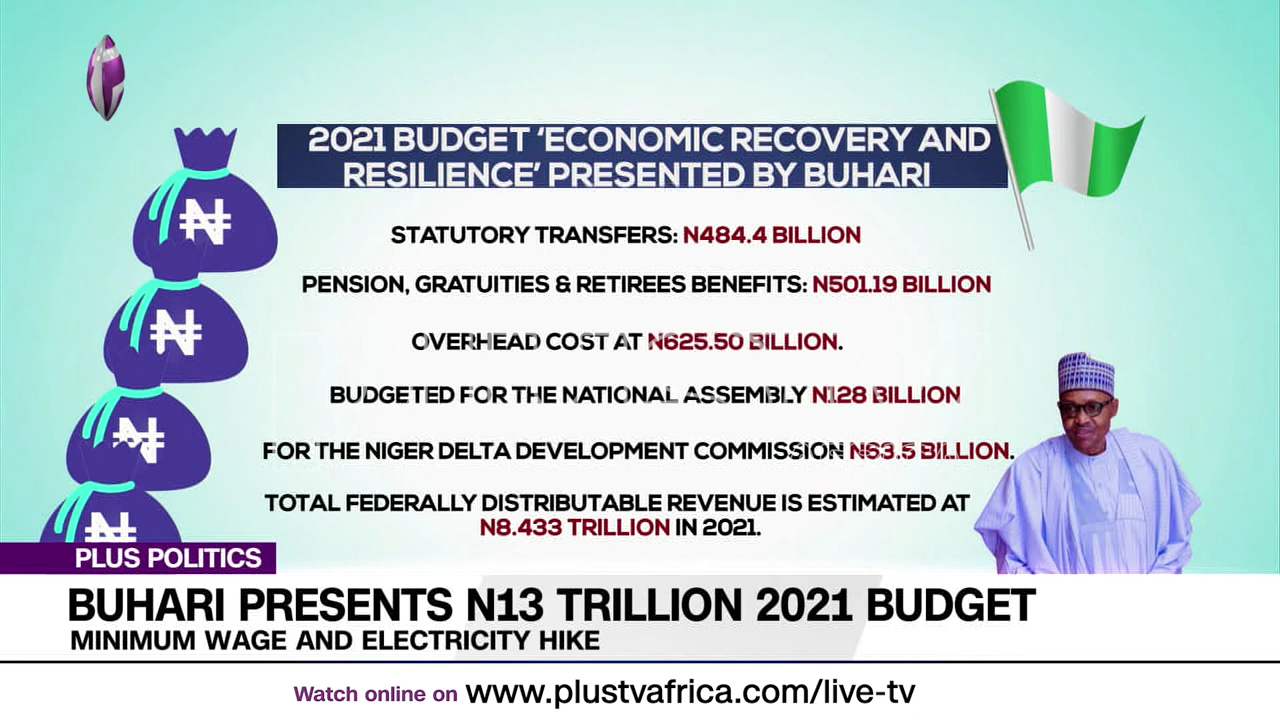 2021 BUDGET ‘ECONOMIC RECOVERY AND
RESILIENCE’ PRESENTED BY BUHARI
STATUTORY TRANSFERS: N484.4 BILLION
PENSION, GRATUITIES & RETIREES BENEFITS: N501.19 BILLION
OVERHEAD COST AT N625.50 BILLION.
BUDGETED FOR THE NATIONAL ASSEMBLY N128 BILLION
FOR THE NIGER DELTA DEVELOPMENT COMMISSION N63.5 BILLION.
TOTAL FEDERALLY DISTRIBUTABLE REVENUE IS ESTIMATED AT
N8.433 TRILLION IN 2021.
₦
₦
₦
₦
PLUS POLITICS
BUHARI PRESENTS N13 TRILLION 2021 BUDGET
MINIMUM WAGE AND ELECTRICITY HIKE
Watch online on www.plustvafrica.com/live-tv